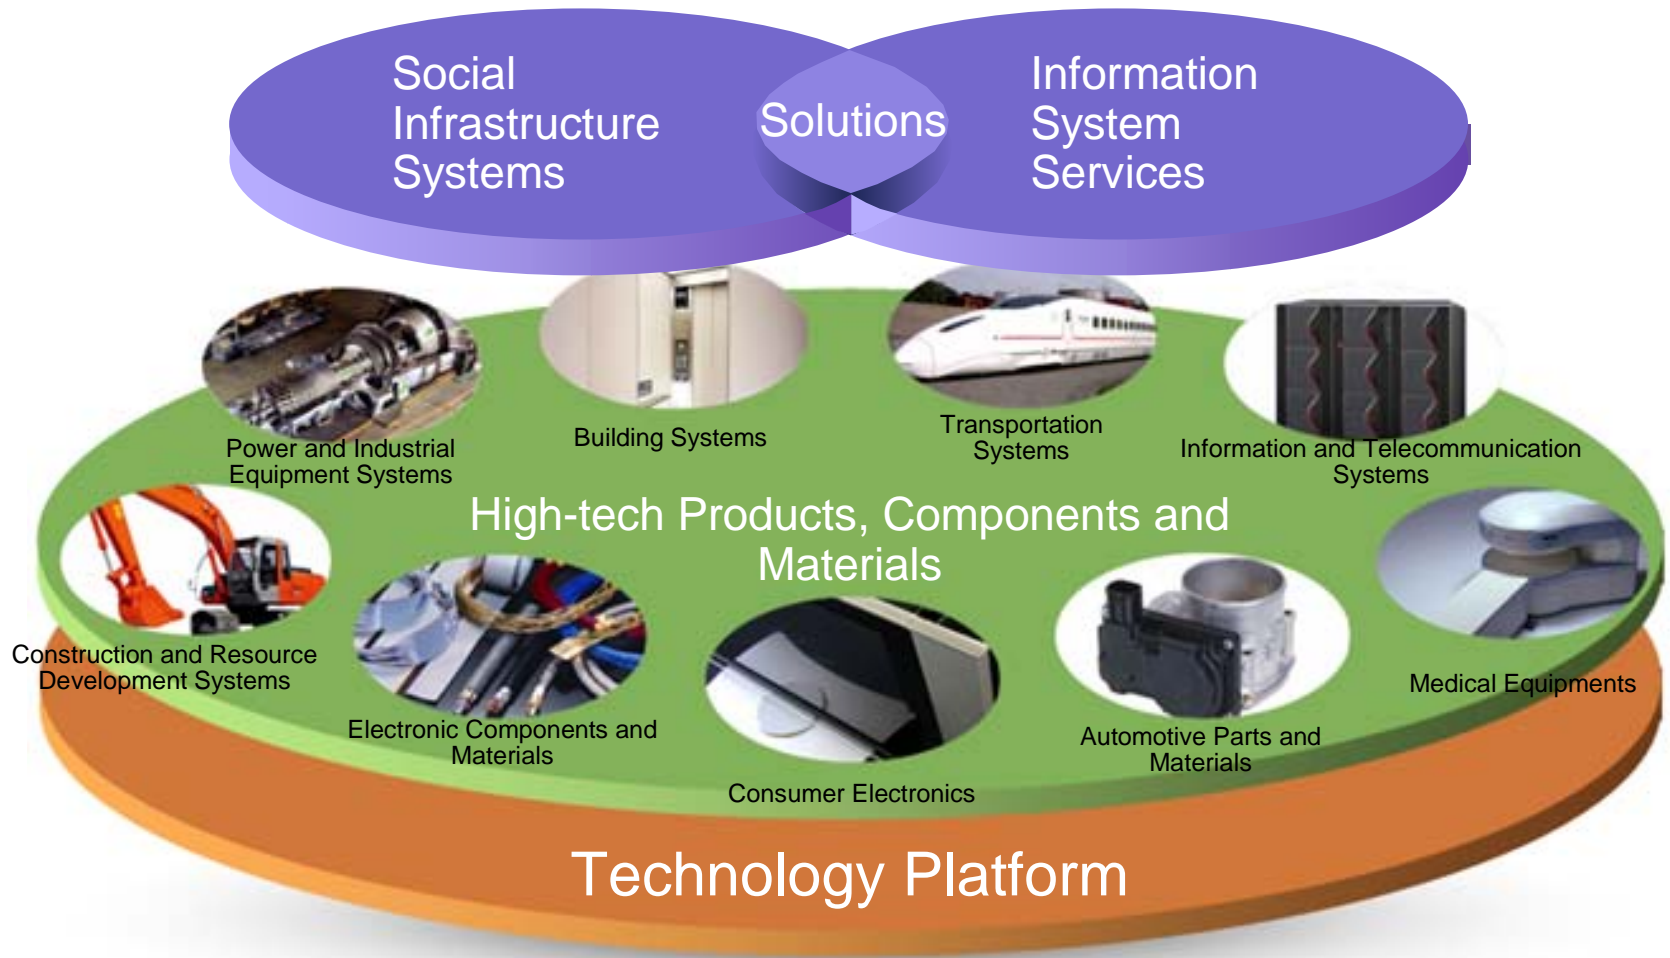 Social
Infrastructure
Systems
Solutions
Information
System
Services
Power and Industrial
Equipment Systems
Building Systems
Transportation
Systems
Information and Telecommunication
Systems
High-tech Products, Components and
Materials
Construction and Resource
Development Systems
Electronic Components and
Materials
Consumer Electronics
Automotive Parts and
Materials
Medical Equipments
Technology Platform